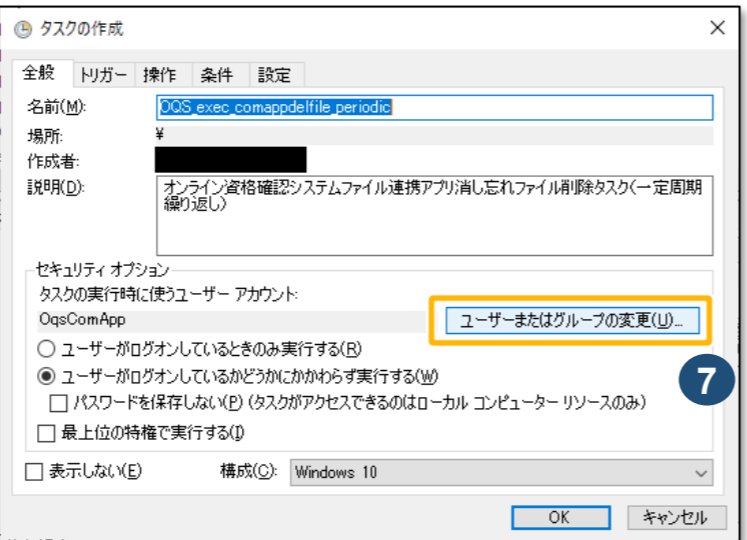 タスクの作成
全般 トリガー 操作 条件 設定
名前(M): OQS_exec_comappdelfile_periodic
場所: ¥
作成者:
説明(D): オンライン資格確認システムファイル連携アプリ消し忘れファイル削除タスク(一定周期
繰り返し)
セキュリティ オプション
タスクの実行時に使うユーザー アカウント:
OqsComApp ユーザーまたはグループの変更(U)...
ユーザーがログオンしているときのみ実行する(R)
ユーザーがログオンしているかどうかにかかわらず実行する(W)
7
パスワードを保存しない(P) (タスクがアクセスできるのはローカル コンピューター リソースのみ)
最上位の特権で実行する(I)
表示しない(E) 構成(C): Windows 10
OK キャンセル